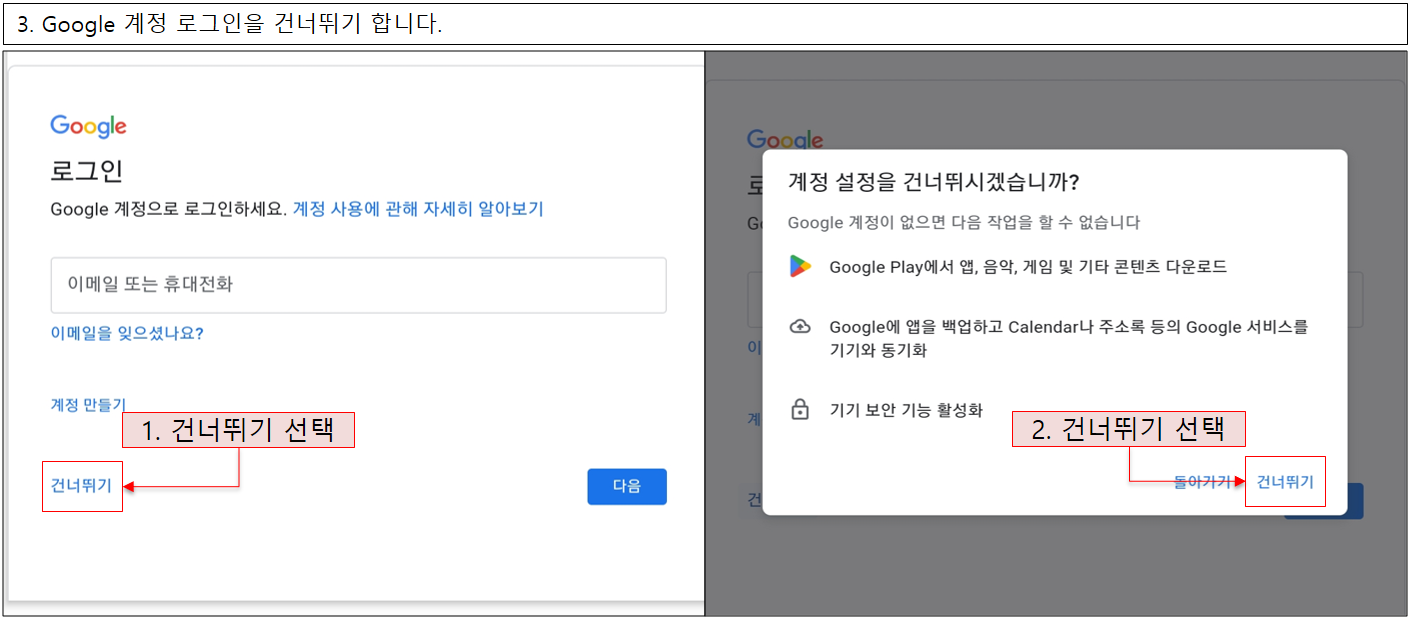 3. Google 계정 로그인을 건너뛰기 합니다.
Google
로그인
Google 계정으로 로그인하세요. 계정 사용에 관해 자세히 알아보기
이메일 또는 휴대전화
이메일을 잊으셨나요?
계정 만들기
1. 건너뛰기 선택
건너뛰기
다음
Google
계정 설정을 건너뛰시겠습니까?
Google 계정이 없으면 다음 작업을 할 수 없습니다
Google Play에서 앱, 음악, 게임 및 기타 콘텐츠 다운로드
Google에 앱을 백업하고 Calendar나 주소록 등의 Google 서비스를
기기와 동기화
기기 보안 기능 활성화
2. 건너뛰기 선택
돌아가기
건너뛰기